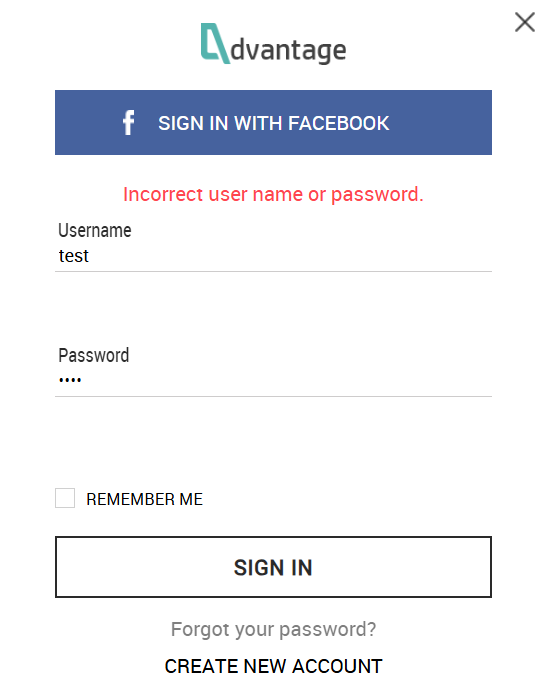 Advantage
SIGN IN WITH FACEBOOK
Incorrect user name or password.
Username
test
Password
••••
REMEMBER ME
SIGN IN
Forgot your password?
CREATE NEW ACCOUNT